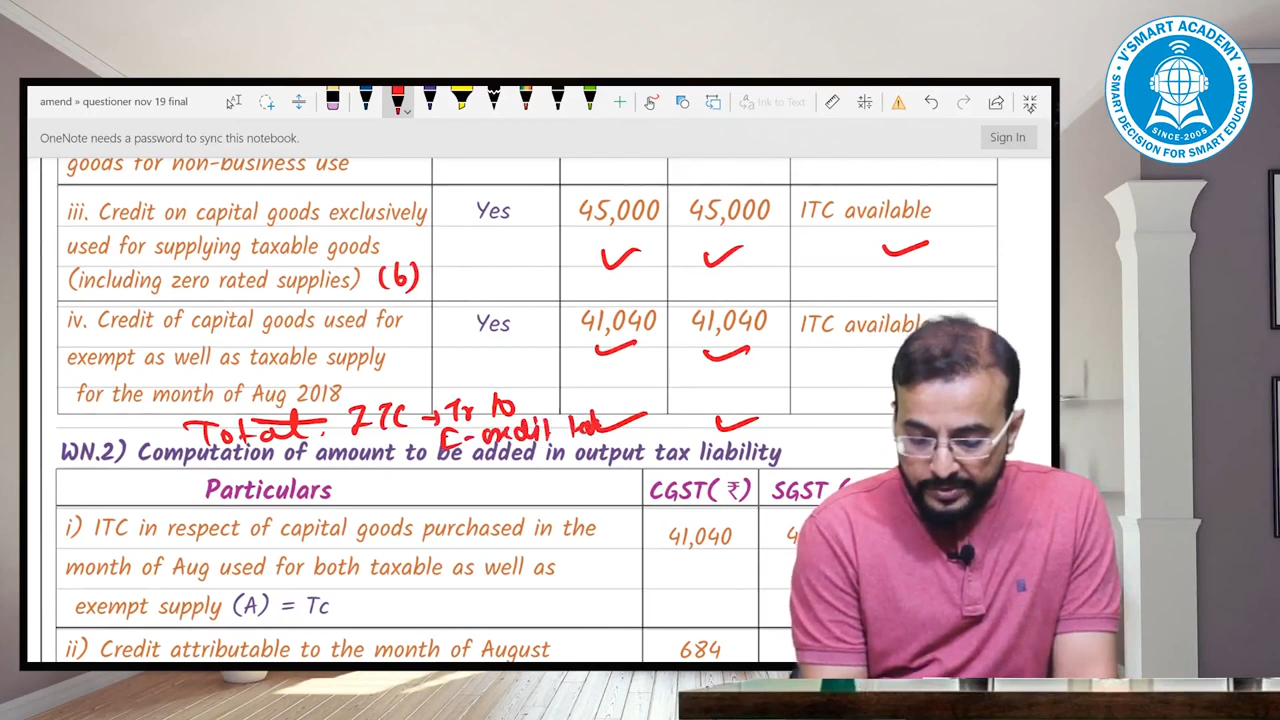 V'SMART ACADEMY
SMART DECISION FOR SMART EDUCATION
SINCE-2005
amend » questioner nov 19 final
Ink to Text
OneNote needs a password to sync this notebook.
Sign In
goods for non-business use
iii. Credit on capital goods exclusively Yes 45,000 45,000 ITC available
used for supplying taxable goods
(including zero rated supplies) (b)
iv. Credit of capital goods used for Yes 41,040 41,040 ITC availab
exempt as well as taxable supply
for the month of Aug 2018
Total ITC → Tr to
E-credit
WN.2) Computation of amount to be added in output tax liability
Particulars CGST( ₹) SGST (
i) ITC in respect of capital goods purchased in the 41,040 4
month of Aug used for both taxable as well as
exempt supply (A) = Tc
ii) Credit attributable to the month of August 684